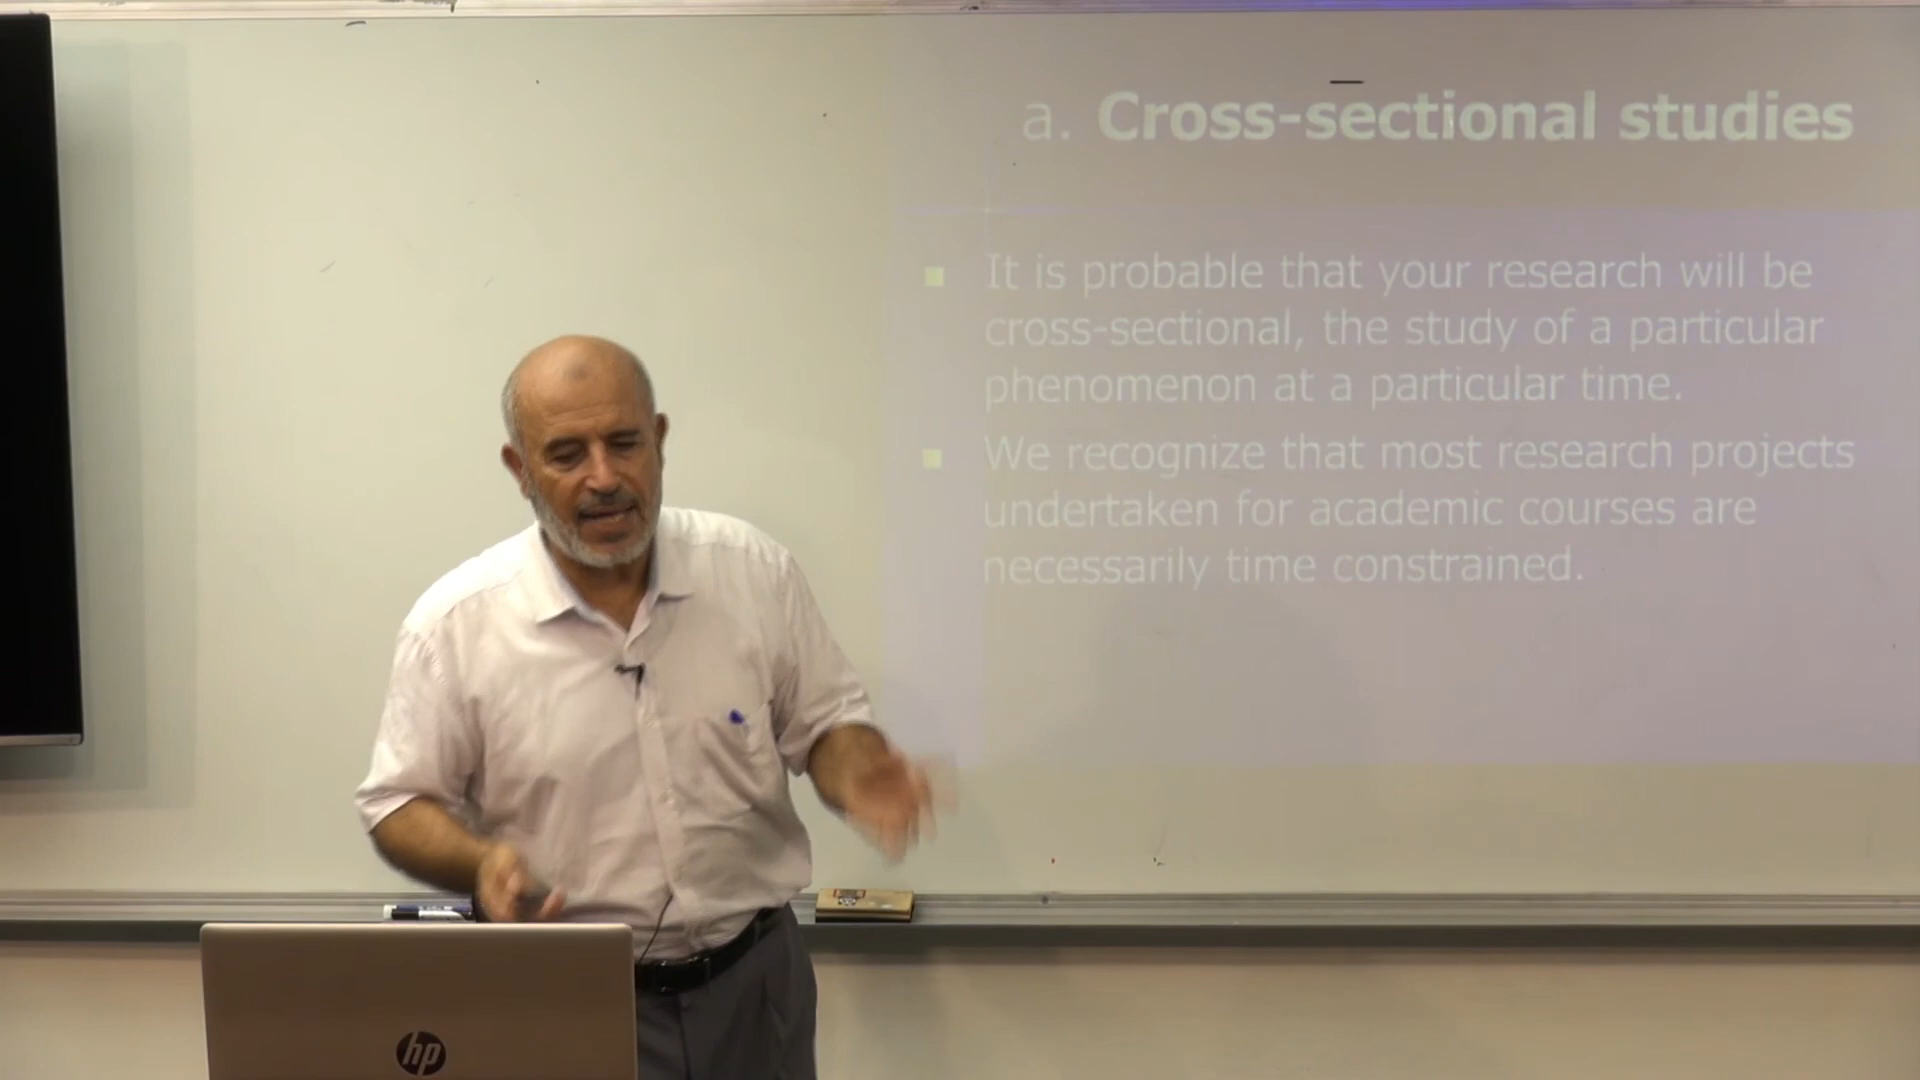 a. Cross-sectional studies
It is probable that your research will be
cross-sectional, the study of a particular
phenomenon at a particular time.
We recognize that most research projects
undertaken for academic courses are
necessarily time constrained.
hp